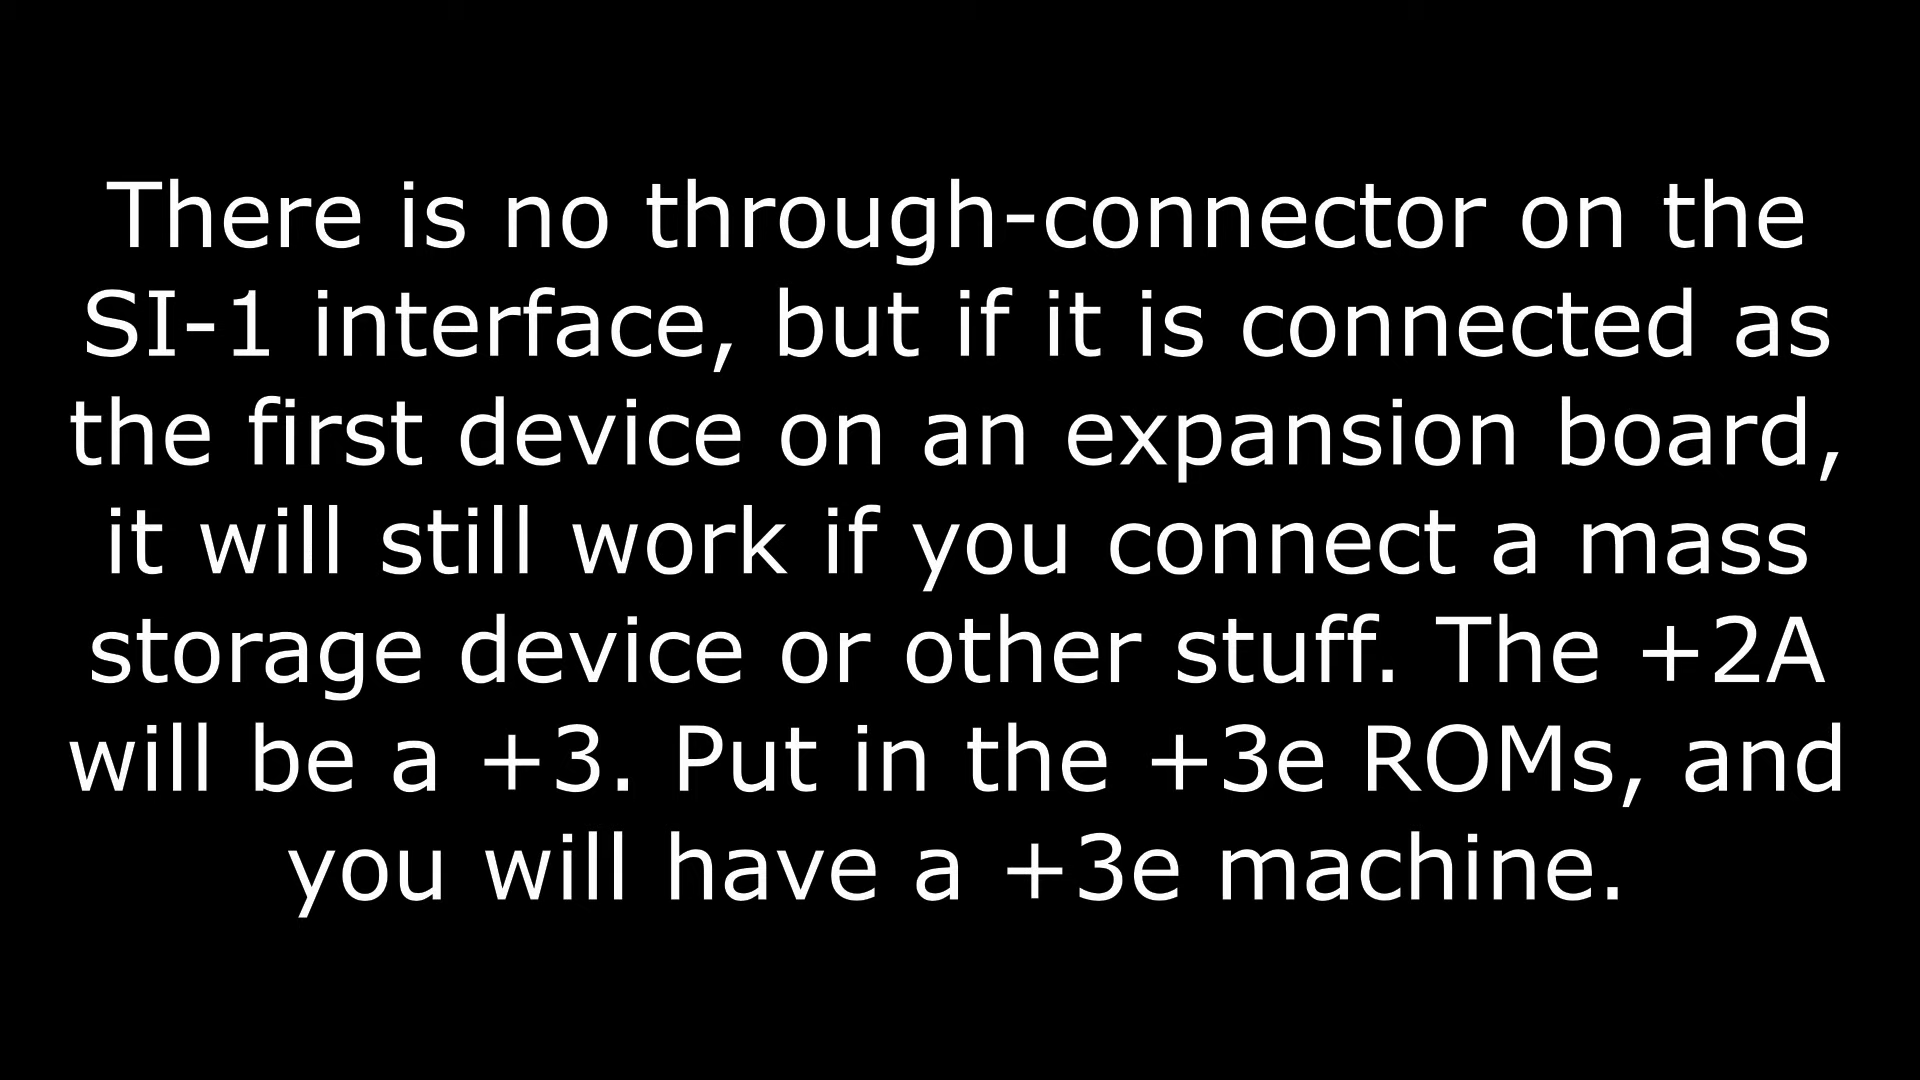 There is no through-connector on the
SI-1 interface, but if it is connected as
the first device on an expansion board,
it will still work if you connect a mass
storage device or other stuff. The +2A
will be a +3. Put in the +3e ROMs, and
you will have a +3e machine.